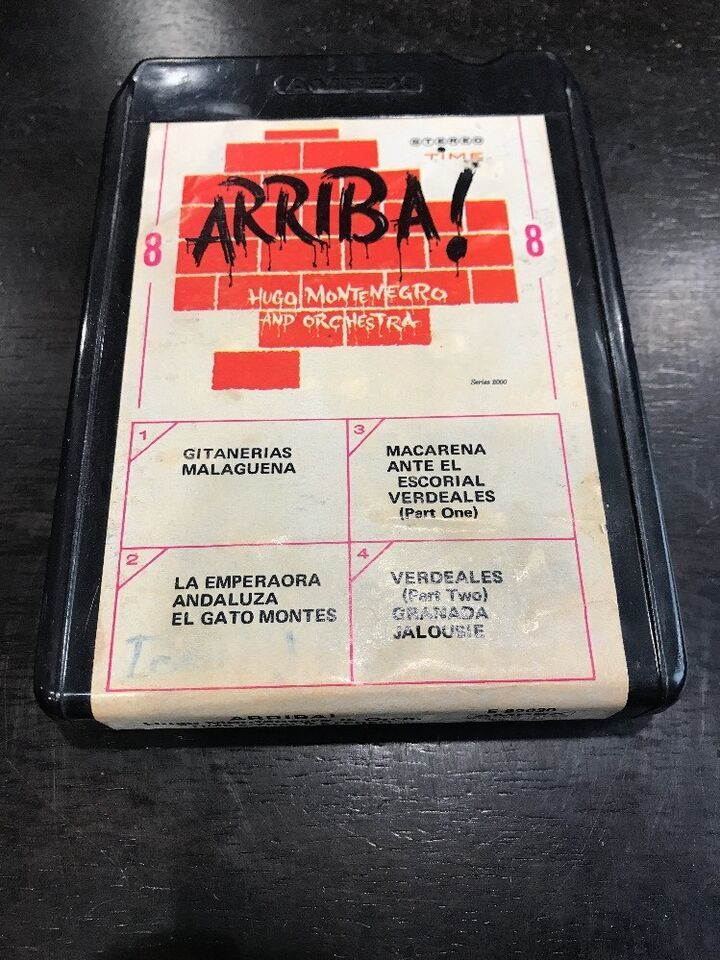 AMPEX
STEREO
TIME
ARRIBA!
8 8
HUGO MONTENEGRO
AND ORCHESTRA
Series 2000
1
GITANERIAS
MALAGUENA
3
MACARENA
ANTE EL
ESCORIAL
VERDEALES
(Part One)
2
LA EMPERAORA
ANDALUZA
EL GATO MONTES
4
VERDEALES
(Part Two)
GRANADA
JALOUSIE
ARRIBA!